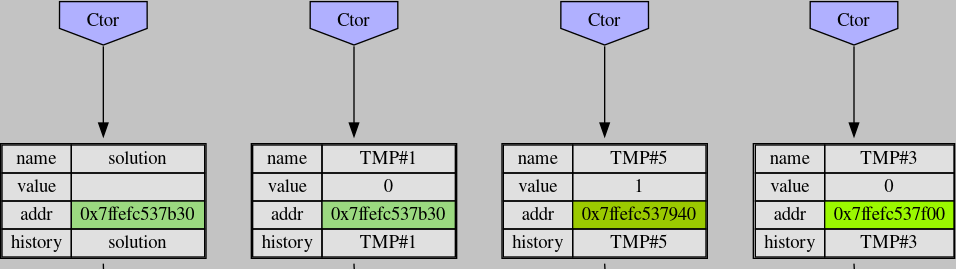 Ctor Ctor Ctor Ctor
name solution name TMP#1 name TMP#5 name TMP#3
value value 0 value 1 value 0
addr 0x7ffefc537b30 addr 0x7ffefc537b30 addr 0x7ffefc537940 addr 0x7ffefc537f00
history solution history TMP#1 history TMP#5 history TMP#3